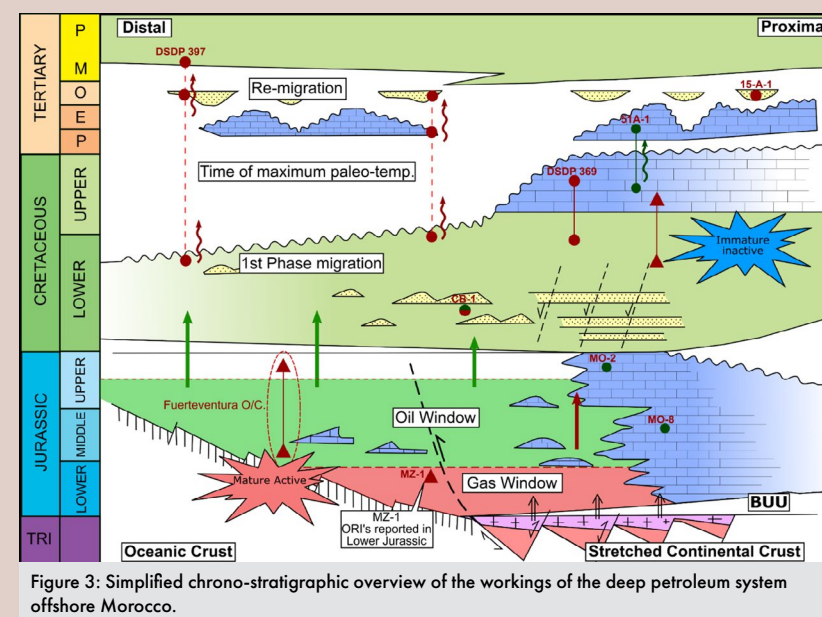 Distal
Proxima
P
DSDP 397
M
TERTIARY
O
Re-migration
15-A-1
E
51A-1
P
Time of maximum paleo-temp.
DSDP 369
CRETACEOUS
UPPER
Immature
inactive
1st Phase migration
LOWER
CB-1
JURASSIC
UPPER
MO-2
Fuerteventura O/C.
Oil Window
MIDDLE
MO-8
LOWER
Mature Active
MZ-1
Gas Window
BUU
MZ-1
ORI's reported in
Lower Jurassic
TRI
Oceanic Crust
Stretched Continental Crust
Figure 3: Simplified chrono-stratigraphic overview of the workings of the deep petroleum system
offshore Morocco.